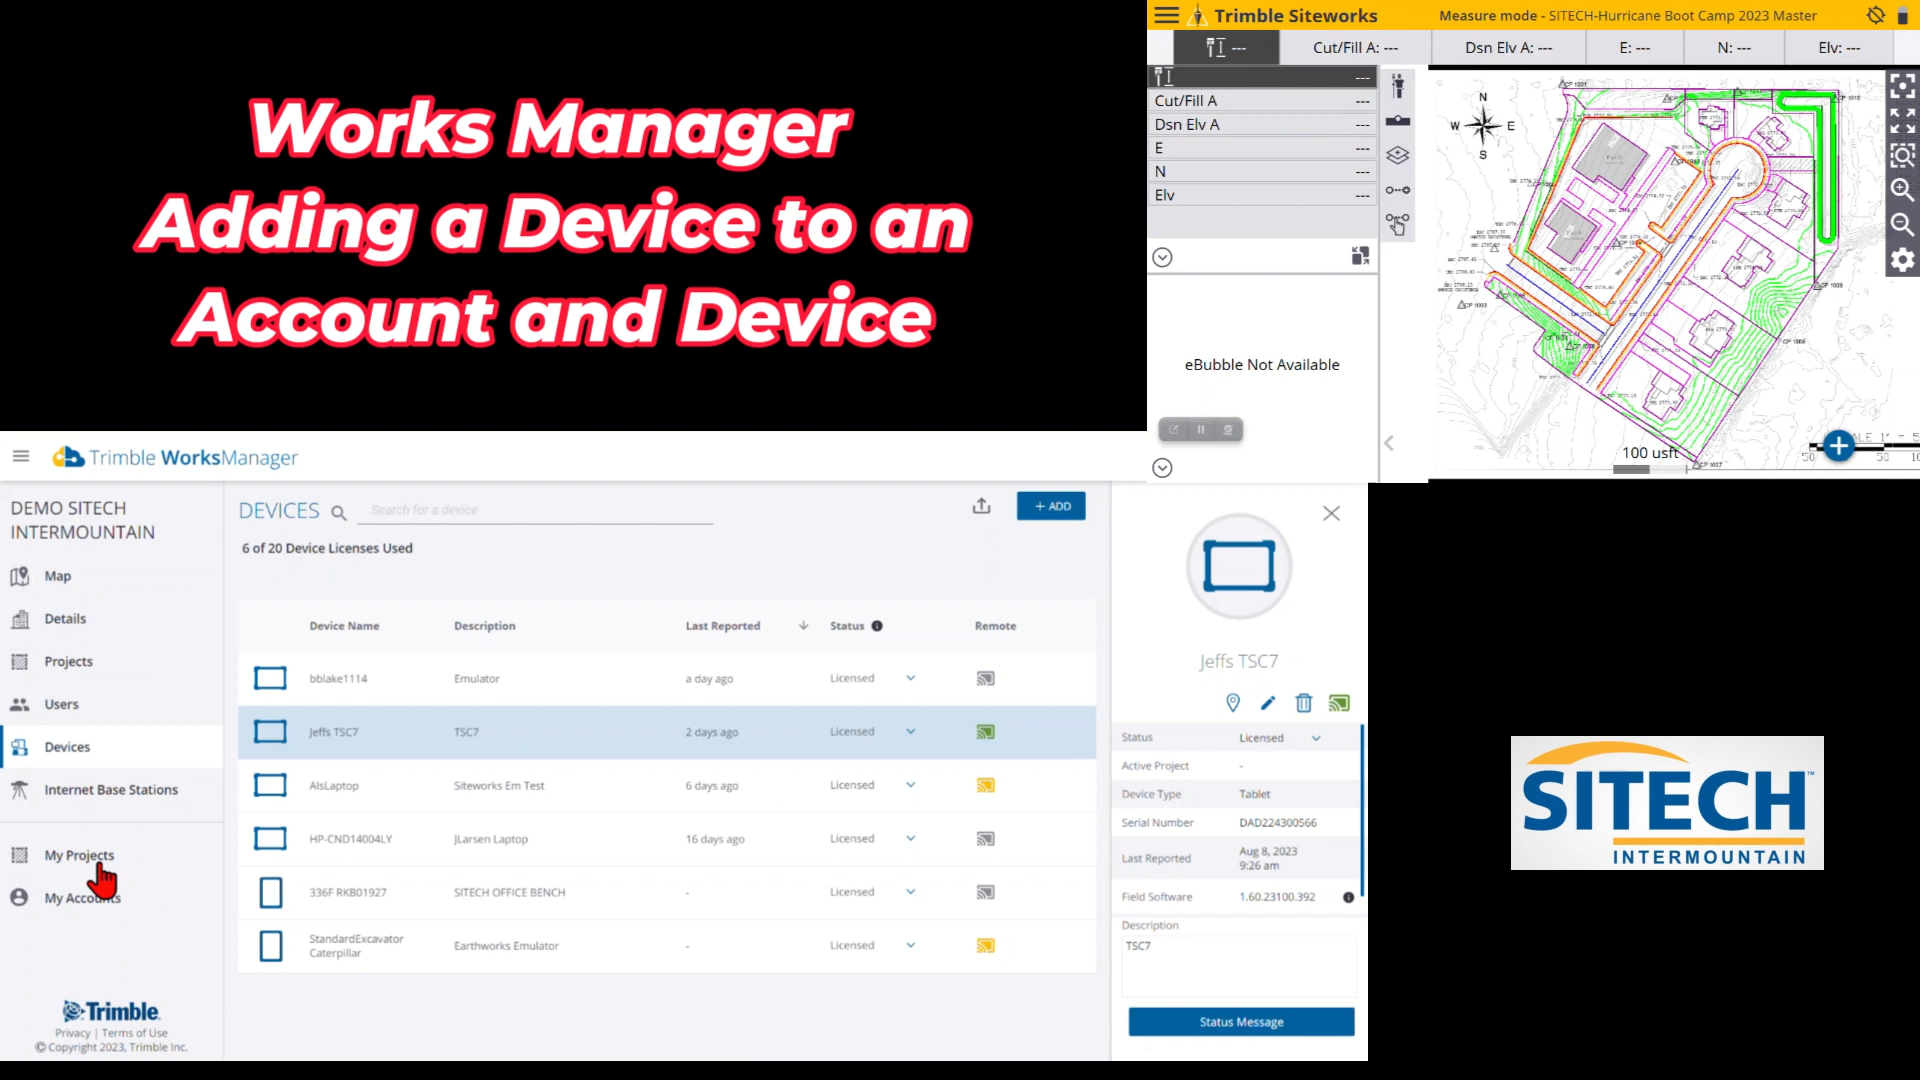 Works Manager
Adding a Device to an
Account and Device
Trimble Siteworks
Measure mode - SITECH-Hurricane Boot Camp 2023 Master
---
Cut/Fill A: ---
Dsn Elv A: ---
E: ---
N: ---
Elv: ---
---
Cut/Fill A ---
Dsn Elv A ---
E ---
N ---
Elv ---
eBubble Not Available
N
W E
S
100 usft
Trimble WorksManager
DEMO SITECH
INTERMOUNTAIN
Map
Details
Projects
Users
Devices
Internet Base Stations
My Projects
My Accounts
Trimble
Privacy | Terms of Use
© Copyright 2023, Trimble Inc.
DEVICES
Search for a device
+ ADD
6 of 20 Device Licenses Used
Device Name Description Last Reported Status Remote
bblake1114 Emulator a day ago Licensed
Jeffs TSC7 TSC7 2 days ago Licensed
AlsLaptop Siteworks Em Test 6 days ago Licensed
HP-CND14004LY JLarsen Laptop 16 days ago Licensed
336F RKB01927 SITECH OFFICE BENCH - Licensed
StandardExcavator
Caterpillar Earthworks Emulator - Licensed
Jeffs TSC7
Status Licensed
Active Project -
Device Type Tablet
Serial Number DAD224300566
Last Reported Aug 8, 2023
9:26 am
Field Software 1.60.23100.392
Description
TSC7
Status Message
SITECH™
INTERMOUNTAIN